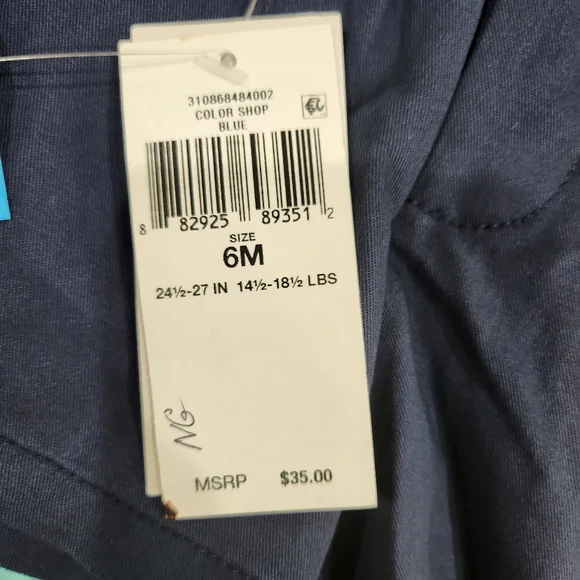 310868484002
COLOR SHOP
BLUE
8 82925 89351 2
SIZE
6M
24½-27 IN 14½-18½ LBS
NG
MSRP $35.00